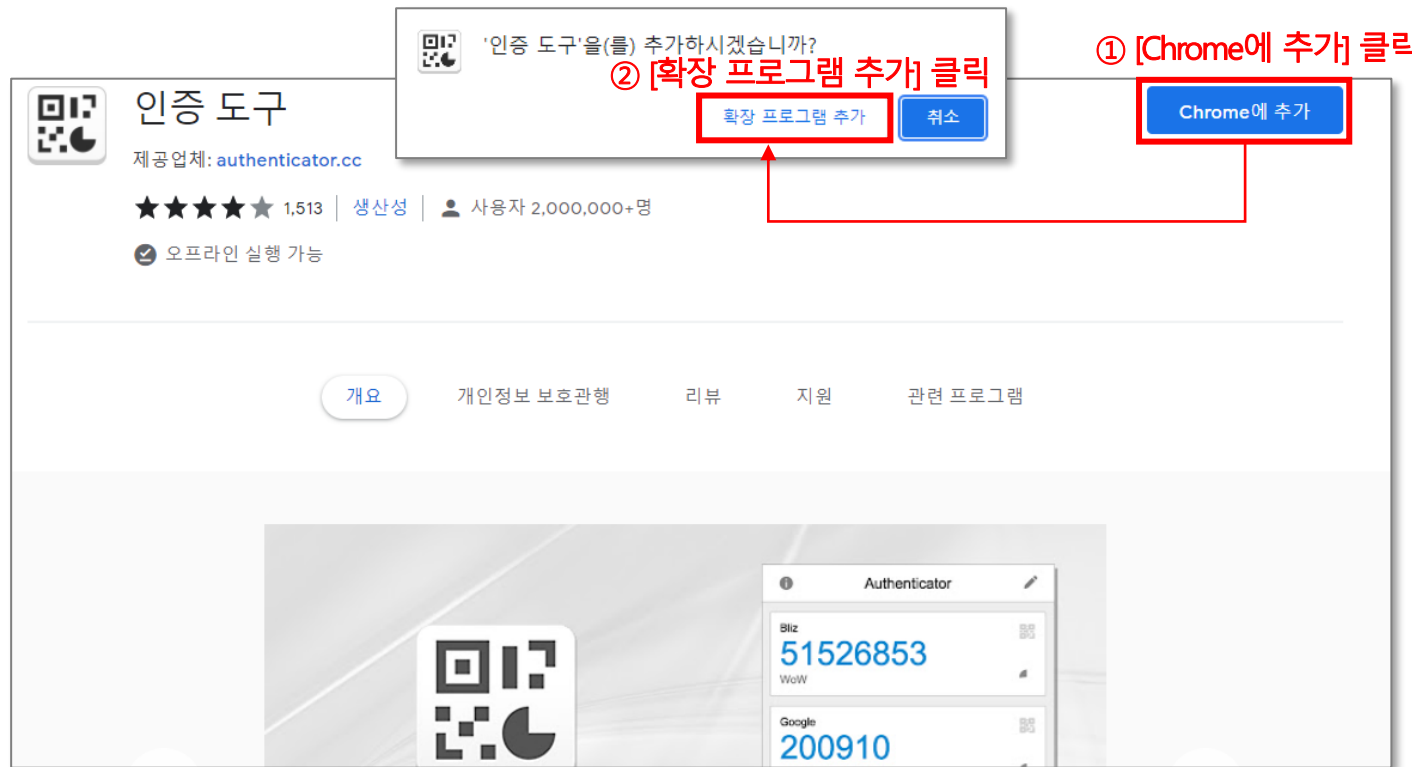 '인증 도구'을(를) 추가하시겠습니까?
① [Chrome에 추가] 클릭
② [확장 프로그램 추가] 클릭
확장 프로그램 추가
취소
Chrome에 추가
인증 도구
제공업체: authenticator.cc
1,513 | 생산성 | 사용자 2,000,000+명
오프라인 실행 가능
개요 개인정보 보호관행 리뷰 지원 관련 프로그램
Authenticator
Bliz
51526853
WoW
Google
200910